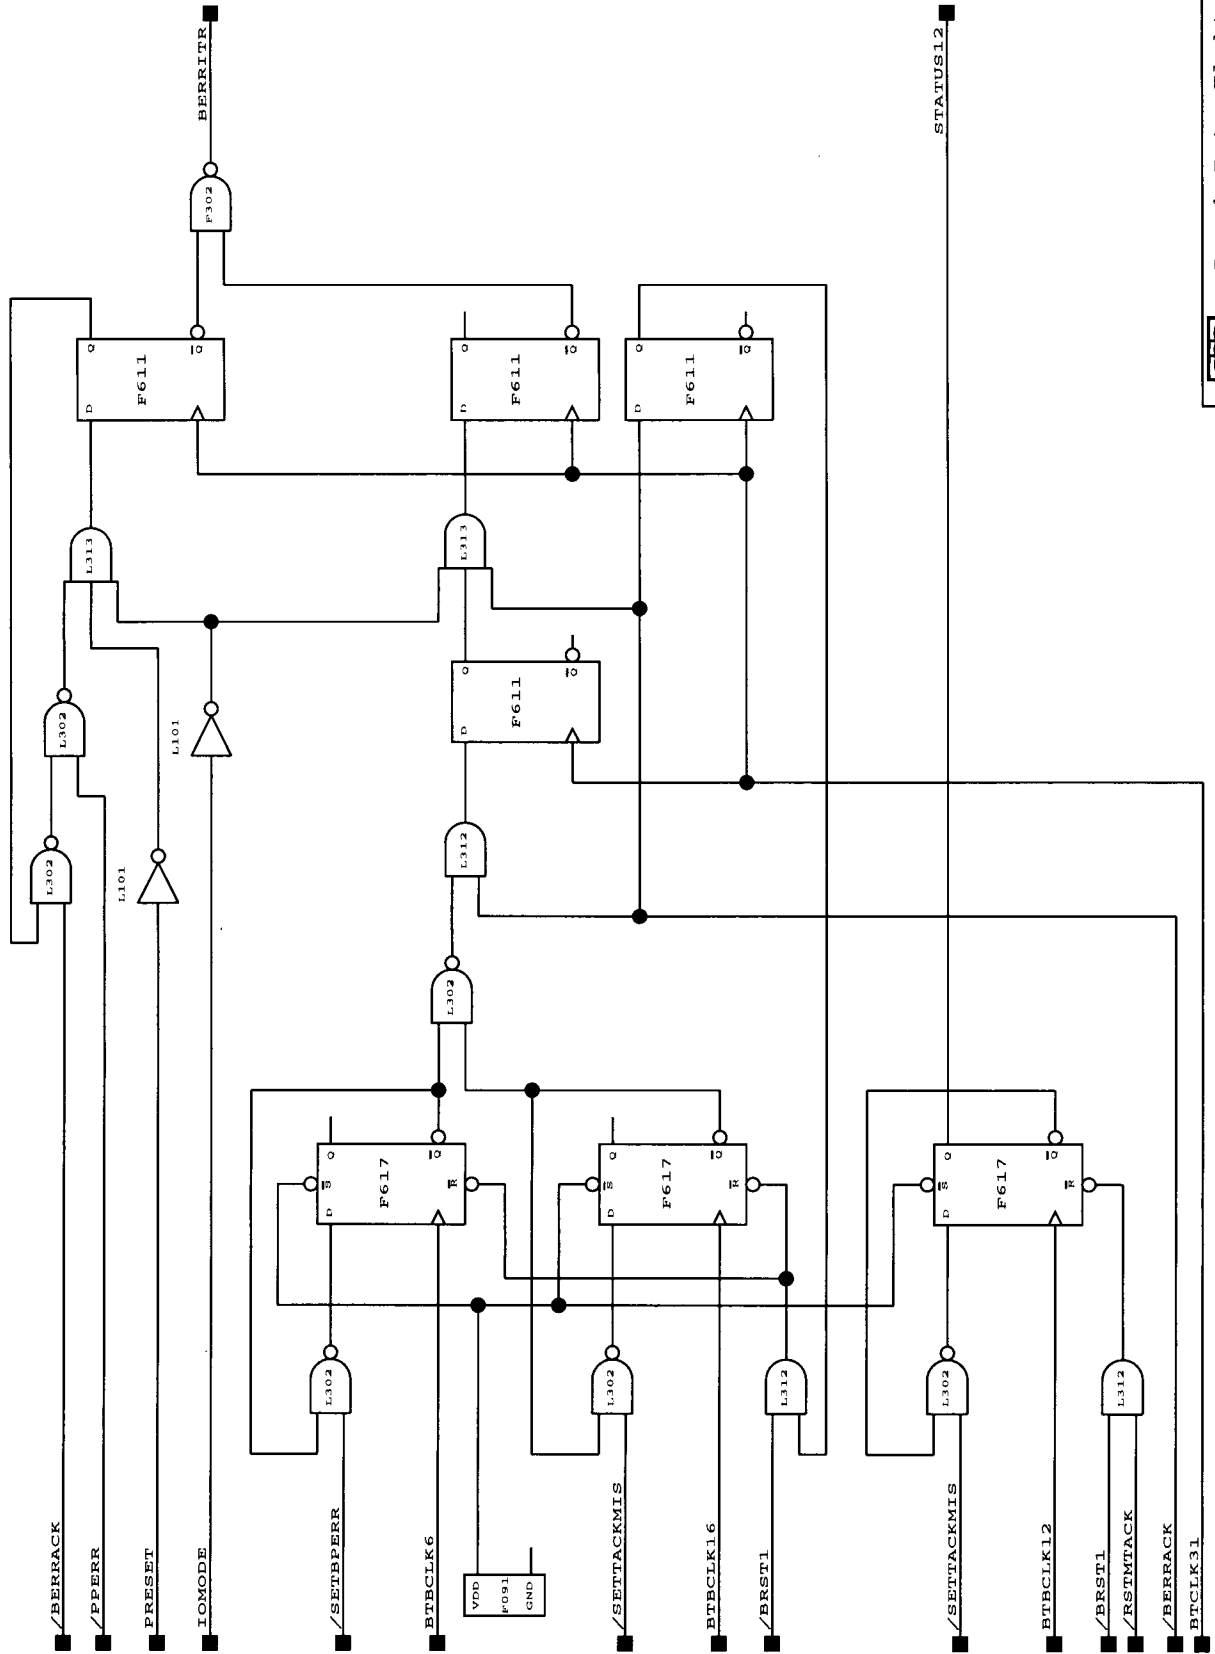 /BERRACK
/PPERR
PRESET
IOMODE
/SETBPERR
BTBCLK6
VDD
F091
GND
/SETTACKMIS
BTBCLK16
/BRST1
/SETTACKMIS
BTBCLK12
/BRST1
/RSTMTACK
/BERRACK
BTCLK31
L302
L302
L312
L302
L312
D
S
F617
R
Q
Q
D
S
F617
R
Q
Q
D
S
F617
R
Q
Q
L302
L302
L101
L312
L302
L101
D
F611
Q
Q
L313
L313
D
F611
Q
Q
D
F611
Q
Q
D
F611
Q
Q
F302
BERRITR
STATUS12